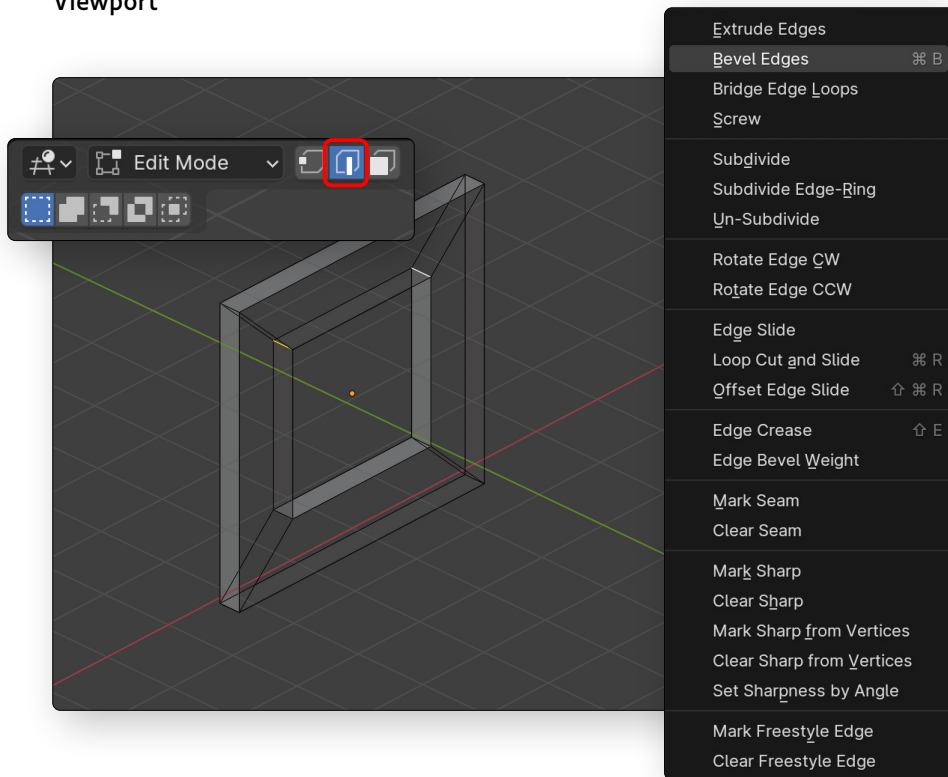 Viewport
Edit Mode
Extrude Edges
Bevel Edges ⌘ B
Bridge Edge Loops
Screw
Subdivide
Subdivide Edge-Ring
Un-Subdivide
Rotate Edge CW
Rotate Edge CCW
Edge Slide
Loop Cut and Slide ⌘ R
Offset Edge Slide ⇧ ⌘ R
Edge Crease ⇧ E
Edge Bevel Weight
Mark Seam
Clear Seam
Mark Sharp
Clear Sharp
Mark Sharp from Vertices
Clear Sharp from Vertices
Set Sharpness by Angle
Mark Freestyle Edge
Clear Freestyle Edge